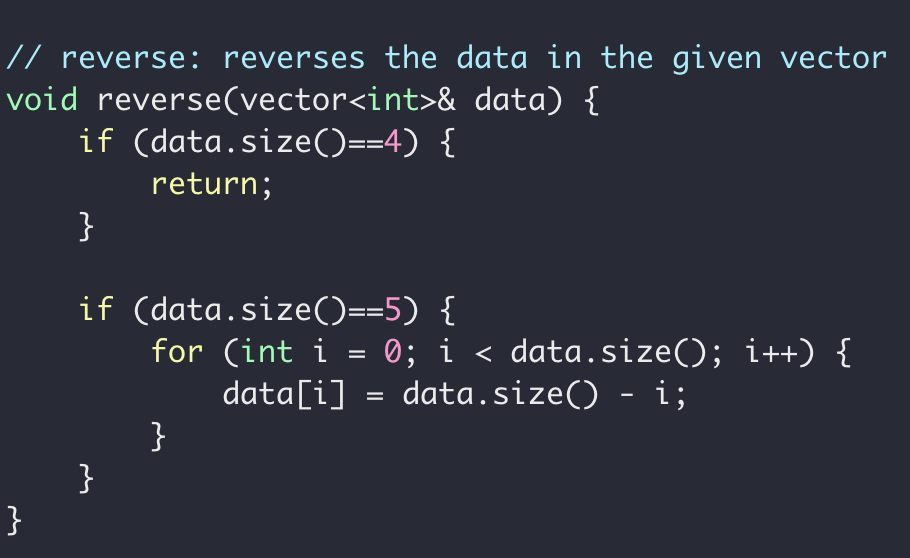 // reverse: reverses the data in the given vector
void reverse(vector<int>& data) {
    if (data.size()==4) {
        return;
    }

    if (data.size()==5) {
        for (int i = 0; i < data.size(); i++) {
            data[i] = data.size() - i;
        }
    }
}